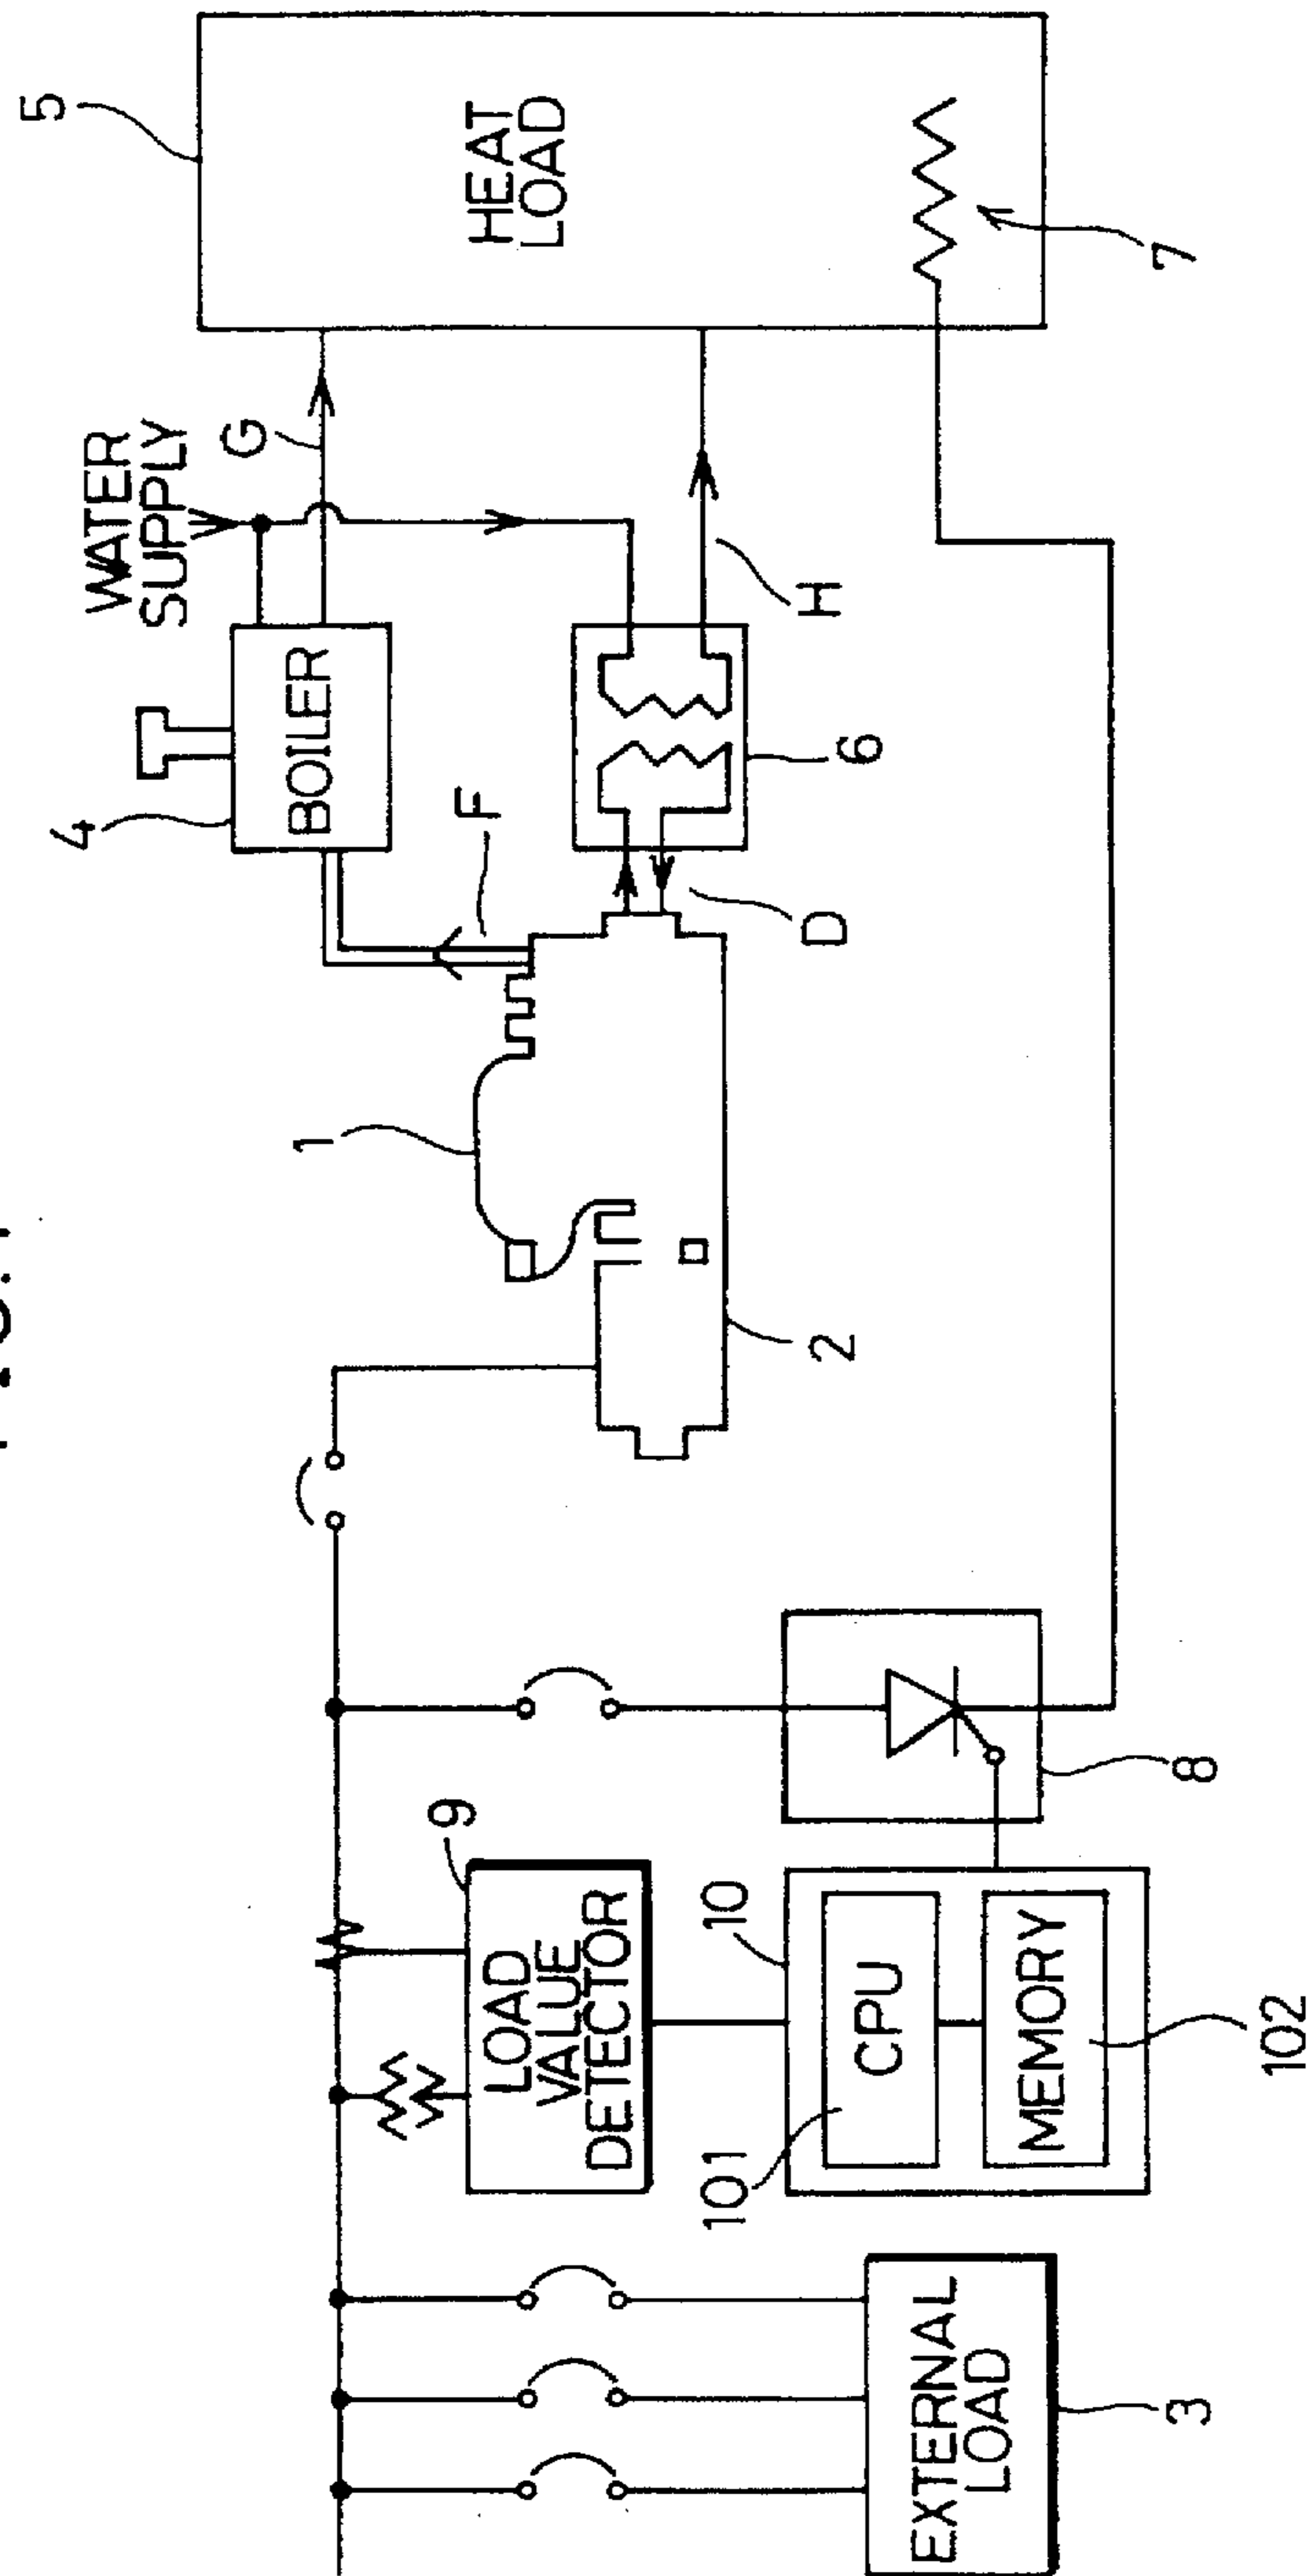 5
HEAT
LOAD
7
WATER
SUPPLY
G
H
4
BOILER
F
6
D
1
2
9
LOAD
VALUE
DETECTOR
8
10
CPU
MEMORY
101
102
EXTERNAL
LOAD
3